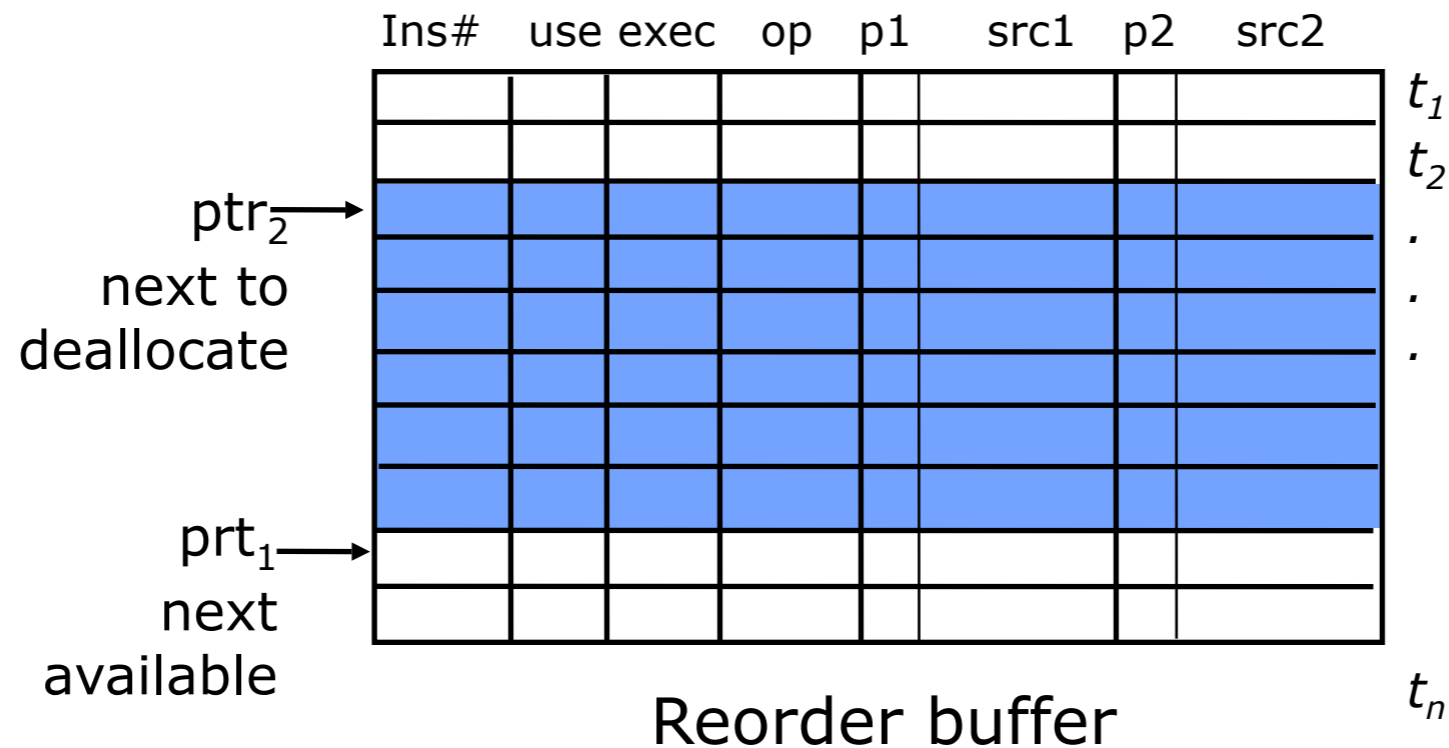 Ins# use exec op p1 src1 p2 src2
t1
t2
ptr2
.
next to
.
deallocate
.
prt1
next
available
tn
Reorder buffer